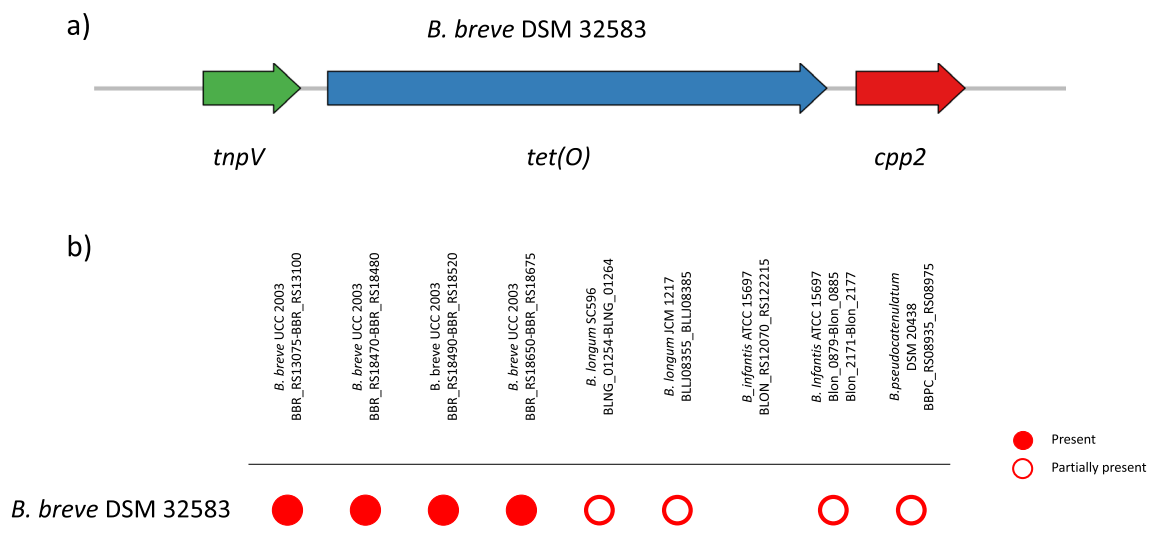 a)
B. breve DSM 32583
tnpV
tet(O)
cpp2
b)
B. breve UCC 2003
BBR_RS13075-BBR_RS13100
B. breve UCC 2003
BBR_RS18470-BBR_RS18480
B. breve UCC 2003
BBR_RS18490-BBR_RS18520
B. breve UCC 2003
BBR_RS18650-BBR_RS18675
B. longum SC596
BLNG_01254-BLNG_01264
B. longum JCM 1217
BLLJ08355_BLLJ08385
B_infantis ATCC 15697
BLON_RS12070_RS122215
B. Infantis ATCC 15697
Blon_0879-Blon_0885
Blon_2171-Blon_2177
B.pseudocatenulatum
DSM 20438
BBPC_RS08935_RS08975
Present
Partially present
B. breve DSM 32583